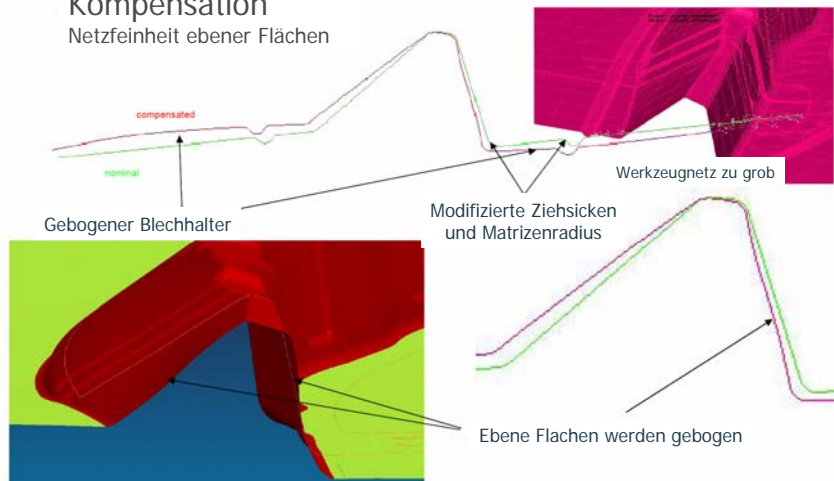 Kompensation
Netzfeinheit ebener Flächen
compensated
nominal
Werkzeugnetz zu grob
Gebogener Blechhalter
Modifizierte Ziehsicken
und Matrizenradius
Ebene Flachen werden gebogen